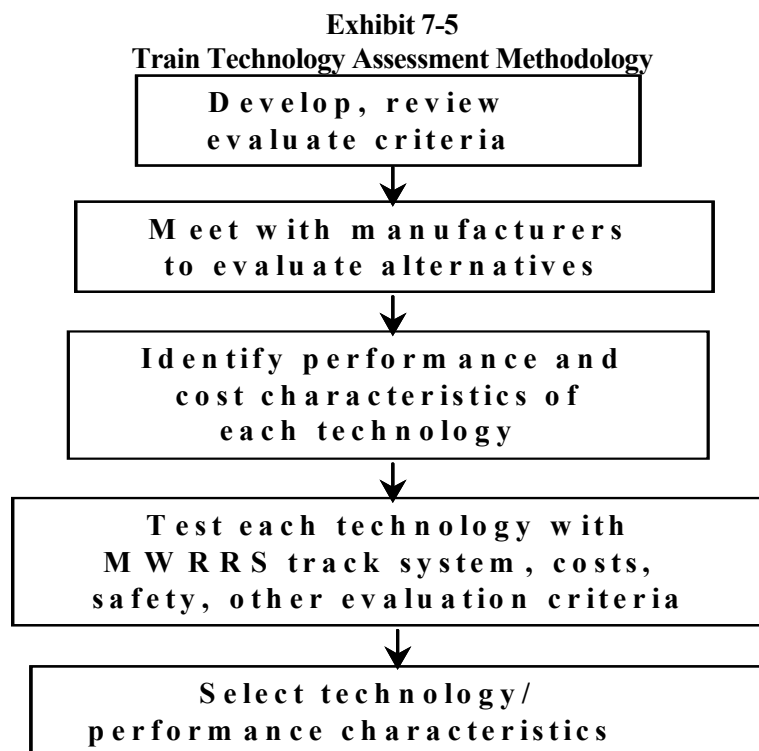 Exhibit 7-5
Train Technology Assessment Methodology
Develop, review
evaluate criteria
Meet with manufacturers
to evaluate alternatives
Identify performance and
cost characteristics of
each technology
Test each technology with
MWRRS track system, costs,
safety, other evaluation criteria
Select technology/
performance characteristics